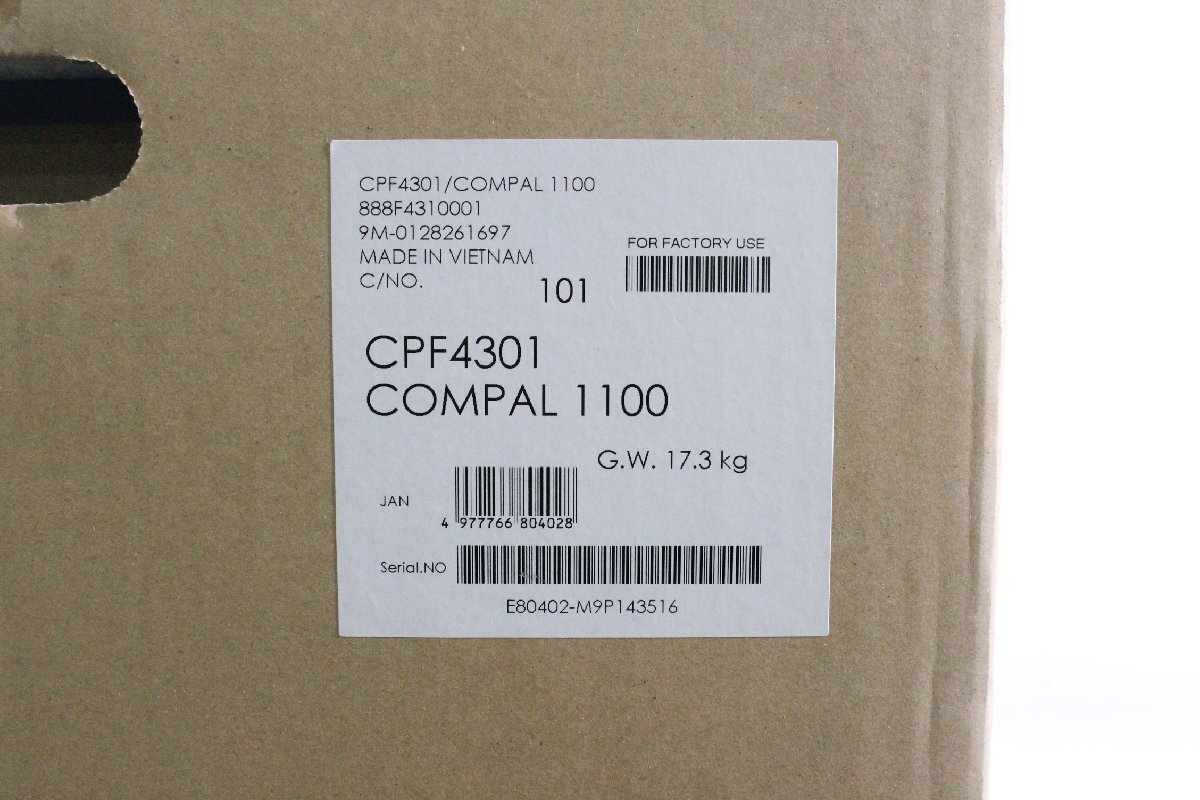 CPF4301/COMPAL 1100
888F4310001
9M-0128261697
MADE IN VIETNAM
C/NO.
101
FOR FACTORY USE
CPF4301
COMPAL 1100
G.W. 17.3 kg
JAN
4 977766 804028
Serial.NO
E80402-M9P143516